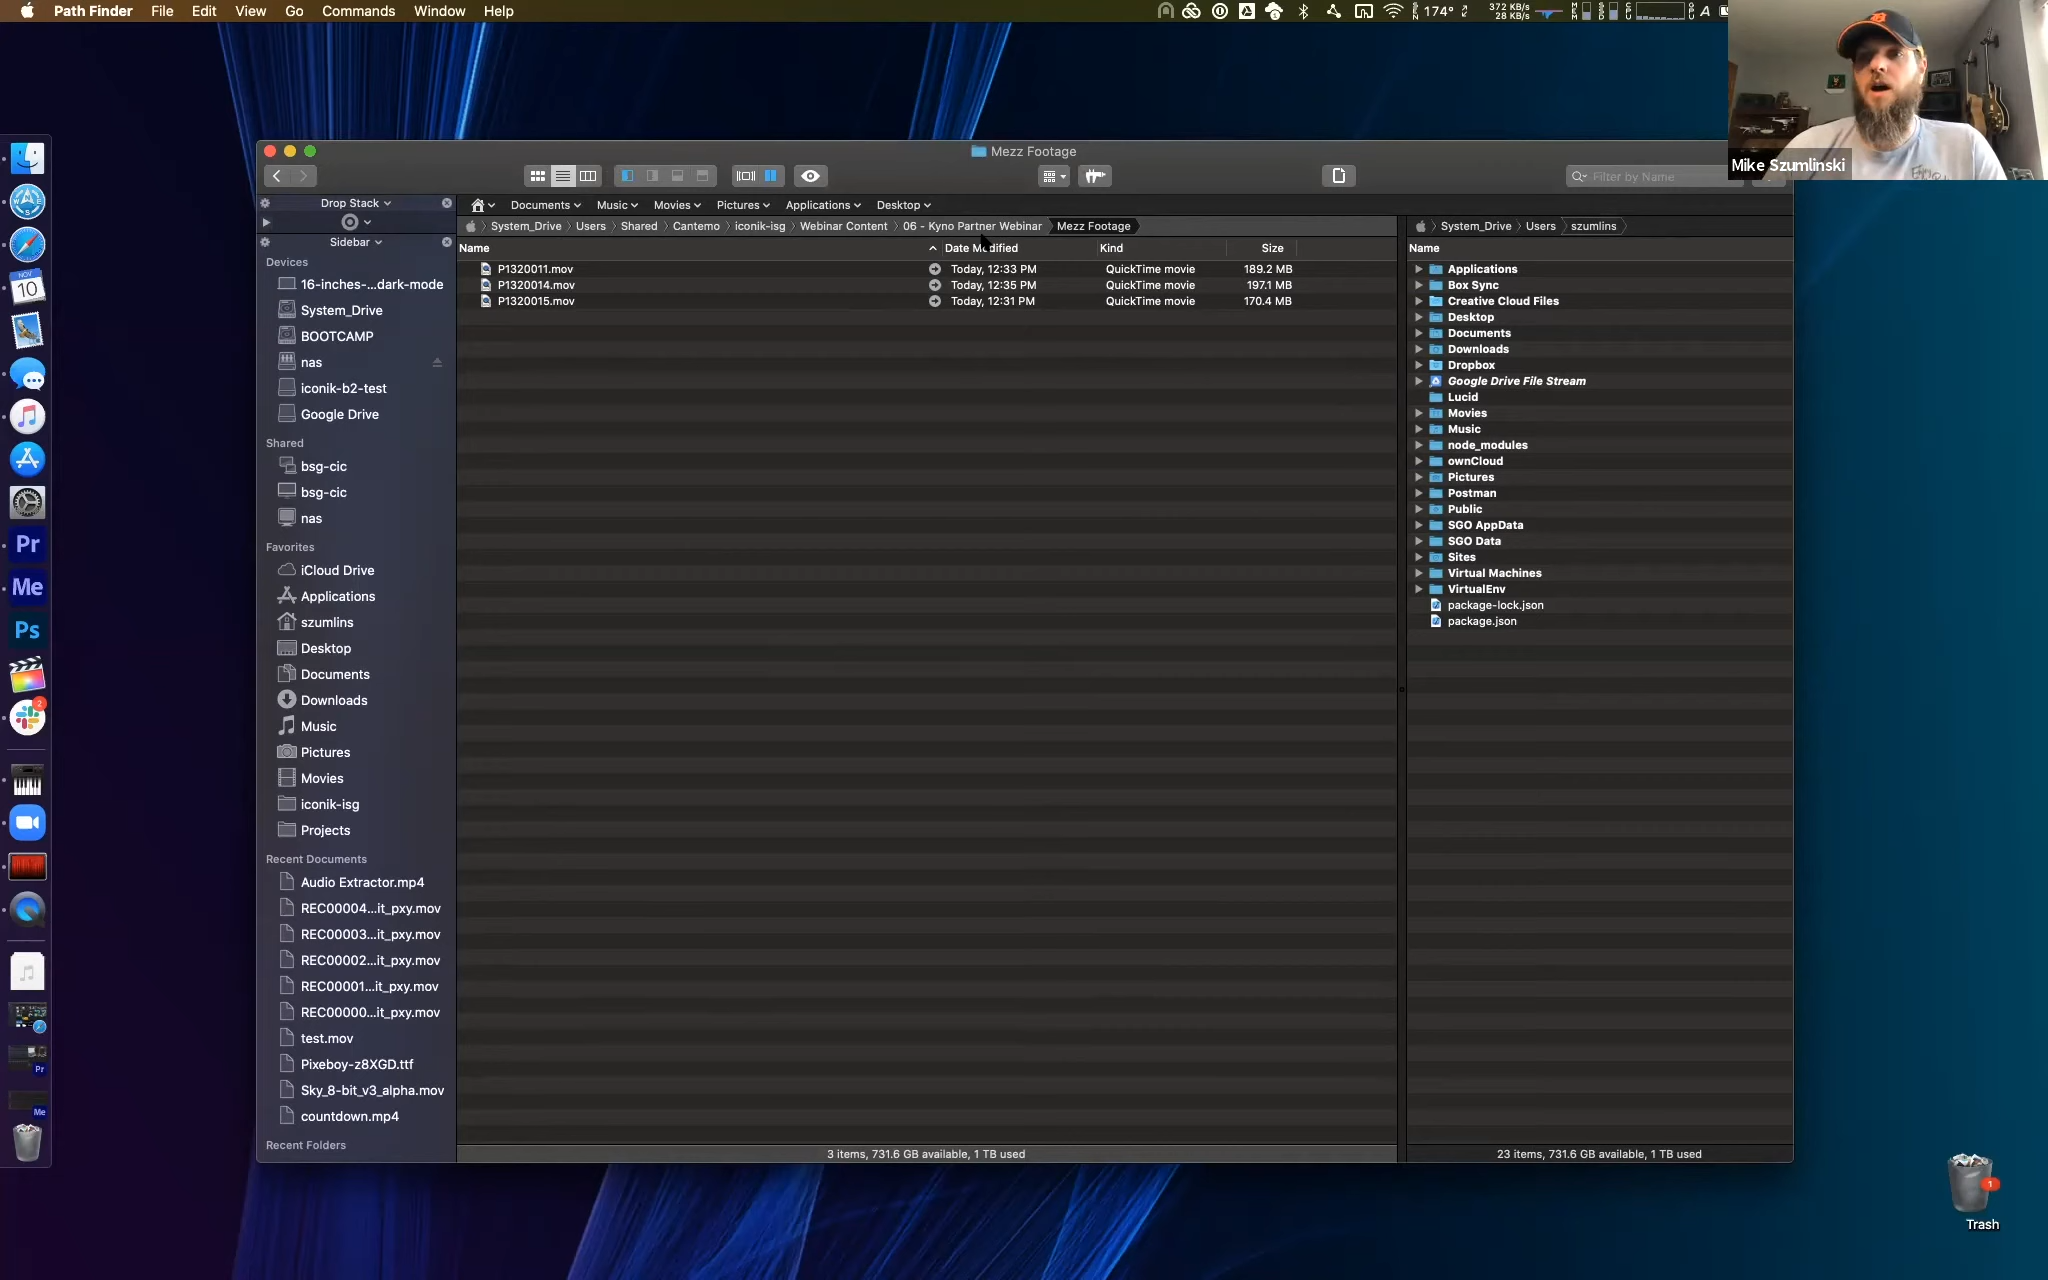 Path Finder File Edit View Go Commands Window Help
174° 372 KB/s 28 KB/s
Mike Szumlinski
NOV
10
Pr
Me
Ps
2
Pr
Me
Mezz Footage
Filter by Name
Drop Stack
Documents Music Movies Pictures Applications Desktop
System_Drive Users Shared Cantemo iconik-isg Webinar Content 06 - Kyno Partner Webinar Mezz Footage
System_Drive Users szumlins
Sidebar
Devices
16-inches-...dark-mode
System_Drive
BOOTCAMP
nas
iconik-b2-test
Google Drive
Shared
bsg-cic
bsg-cic
nas
Favorites
iCloud Drive
Applications
szumlins
Desktop
Documents
Downloads
Music
Pictures
Movies
iconik-isg
Projects
Recent Documents
Audio Extractor.mp4
REC00004...it_pxy.mov
REC00003...it_pxy.mov
REC00002...it_pxy.mov
REC00001...it_pxy.mov
REC00000...it_pxy.mov
test.mov
Pixeboy-z8XGD.ttf
Sky_8-bit_v3_alpha.mov
countdown.mp4
Recent Folders
Name Date Modified Kind Size
P1320011.mov Today, 12:33 PM QuickTime movie 189.2 MB
P1320014.mov Today, 12:35 PM QuickTime movie 197.1 MB
P1320015.mov Today, 12:31 PM QuickTime movie 170.4 MB
3 items, 731.6 GB available, 1 TB used
Name
Applications
Box Sync
Creative Cloud Files
Desktop
Documents
Downloads
Dropbox
Google Drive File Stream
Lucid
Movies
Music
node_modules
ownCloud
Pictures
Postman
Public
SGO AppData
SGO Data
Sites
Virtual Machines
VirtualEnv
package-lock.json
package.json
23 items, 731.6 GB available, 1 TB used
1
Trash